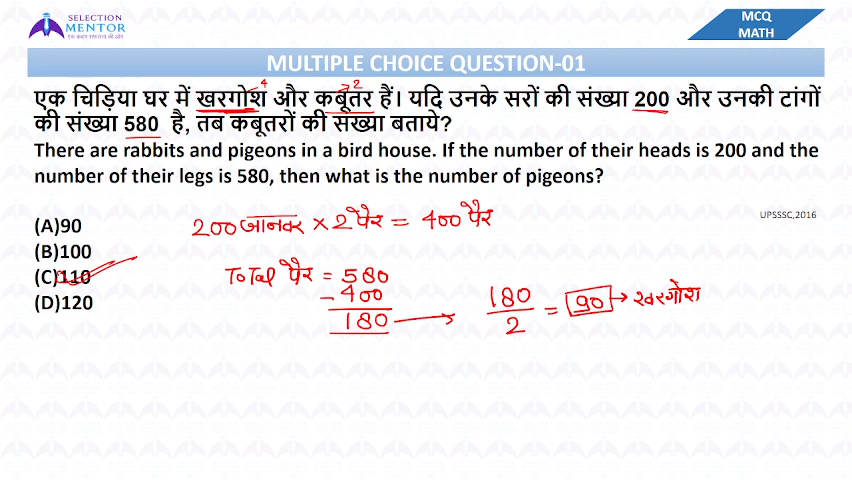 SELECTION
MENTOR
एक कदम सफलता की ओर
MCQ
MATH
MULTIPLE CHOICE QUESTION-01
4
2
एक चिड़िया घर में खरगोश और कबूतर हैं। यदि उनके सरों की संख्या 200 और उनकी टांगों
की संख्या 580 है, तब कबूतरों की संख्या बताये?
There are rabbits and pigeons in a bird house. If the number of their heads is 200 and the
number of their legs is 580, then what is the number of pigeons?
UPSSSC,2016
(A)90
(B)100
(C)110
(D)120
200 जानवर × 2 पैर = 400 पैर
Total पैर = 580
- 400
180
180
2
= 90 → खरगोश